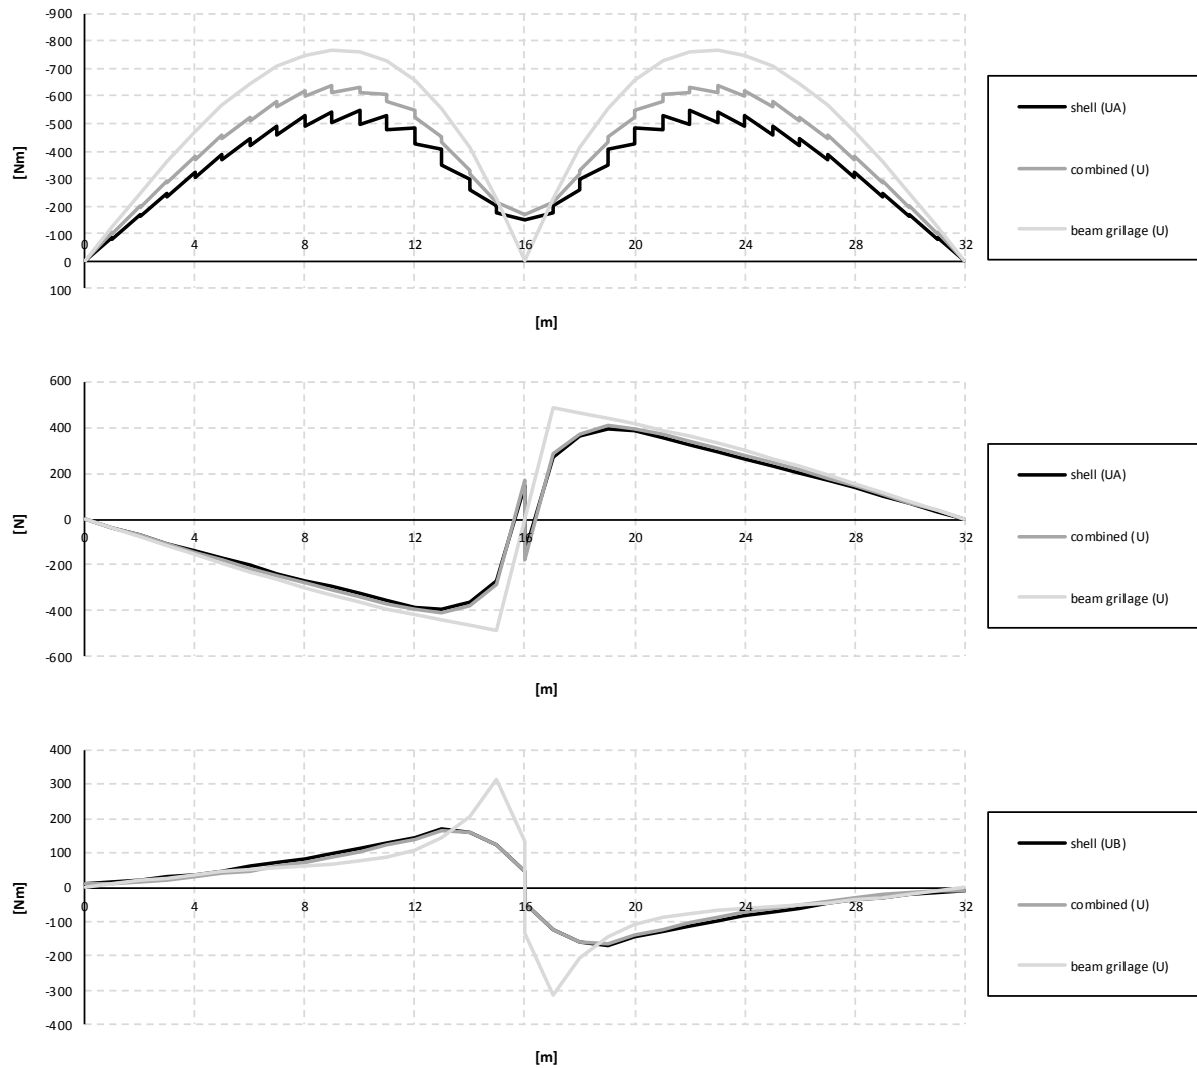 -900
-800
-700
-600
-500
-400
-300
-200
-100
0
100
[Nm]
0 4 8 12 16 20 24 28 32
[m]
shell (UA)
combined (U)
beam grillage (U)
600
400
200
0
-200
-400
-600
[N]
0 4 8 12 16 20 24 28 32
[m]
shell (UA)
combined (U)
beam grillage (U)
400
300
200
100
0
-100
-200
-300
-400
[Nm]
0 4 8 12 16 20 24 28 32
[m]
shell (UB)
combined (U)
beam grillage (U)